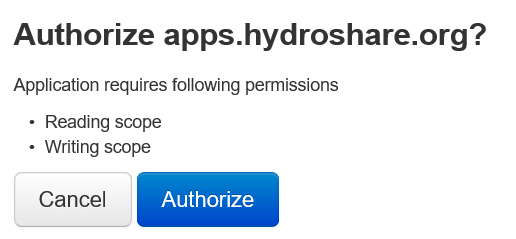 Authorize apps.hydroshare.org?
Application requires following permissions
• Reading scope
• Writing scope
Cancel Authorize